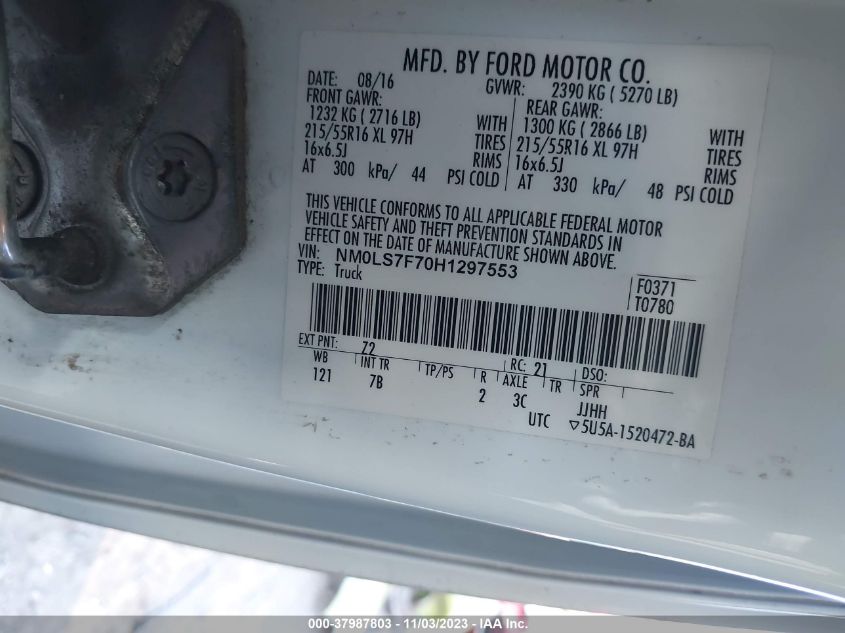 MFD. BY FORD MOTOR CO.
DATE: 08/16 GVWR: 2390 KG ( 5270 LB)
FRONT GAWR: REAR GAWR:
1232 KG ( 2716 LB) WITH 1300 KG ( 2866 LB) WITH
215/55R16 XL 97H TIRES 215/55R16 XL 97H TIRES
16x6.5J RIMS 16x6.5J RIMS
AT 300 kPa/ 44 PSI COLD AT 330 kPa/ 48 PSI COLD
THIS VEHICLE CONFORMS TO ALL APPLICABLE FEDERAL MOTOR
VEHICLE SAFETY AND THEFT PREVENTION STANDARDS IN
EFFECT ON THE DATE OF MANUFACTURE SHOWN ABOVE.
VIN: NM0LS7F70H1297553
TYPE: Truck
F0371
T0780
EXT PNT: Z2 RC: 21 DSO:
WB INT TR TP/PS R AXLE TR SPR
121 7B 2 3C JJHH
UTC ▽5U5A-1520472-BA
000-37987803 - 11/03/2023 - IAA Inc.